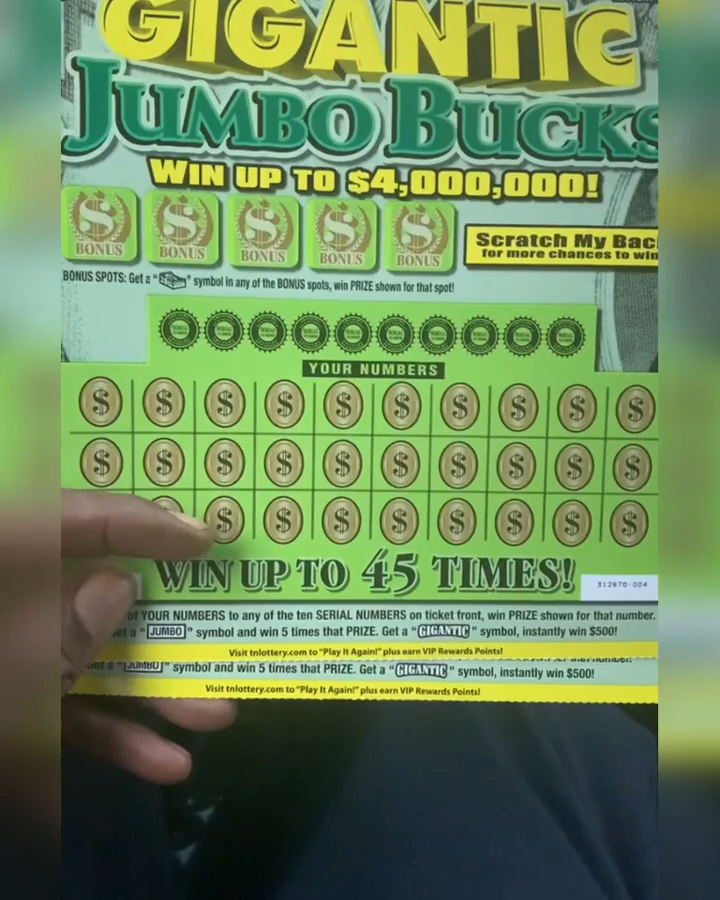 GIGANTIC
JUMBO BUCKS
WIN UP TO $4,000,000!
BONUS BONUS BONUS BONUS BONUS
Scratch My Bac
for more chances to win
BONUS SPOTS: Get a " " symbol in any of the BONUS spots, win PRIZE shown for that spot!
YOUR NUMBERS
WIN UP TO 45 TIMES!
312870-004
of YOUR NUMBERS to any of the ten SERIAL NUMBERS on ticket front, win PRIZE shown for that number.
a "JUMBO" symbol and win 5 times that PRIZE. Get a "GIGANTIC" symbol, instantly win $500!
Visit tnlottery.com to "Play It Again!" plus earn VIP Rewards Points!
Get a "JUMBO" symbol and win 5 times that PRIZE. Get a "GIGANTIC" symbol, instantly win $500!
Visit tnlottery.com to "Play It Again!" plus earn VIP Rewards Points!